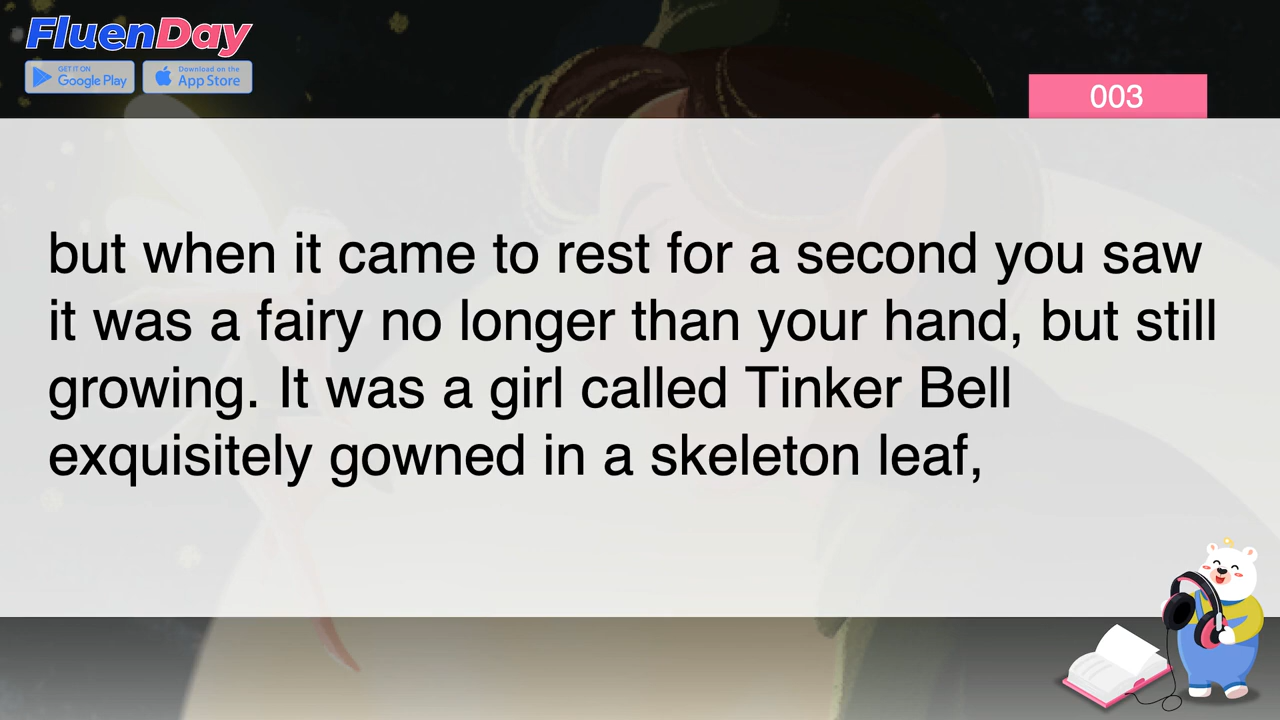 FluenDay
GET IT ON
Google Play
Download on the
App Store
003
but when it came to rest for a second you saw
it was a fairy no longer than your hand, but still
growing. It was a girl called Tinker Bell
exquisitely gowned in a skeleton leaf,